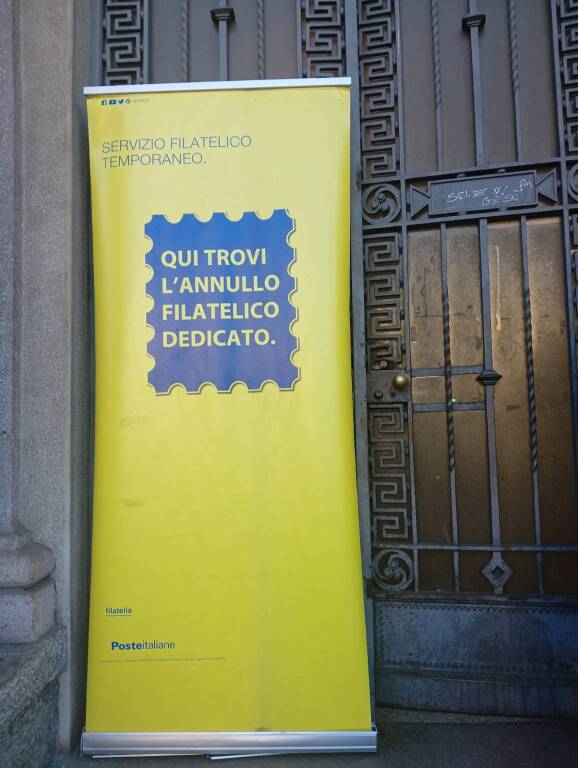 SERVIZIO FILATELICO
TEMPORANEO.
QUI TROVI
L'ANNULLO
FILATELICO
DEDICATO.
filatelia
Posteitaliane